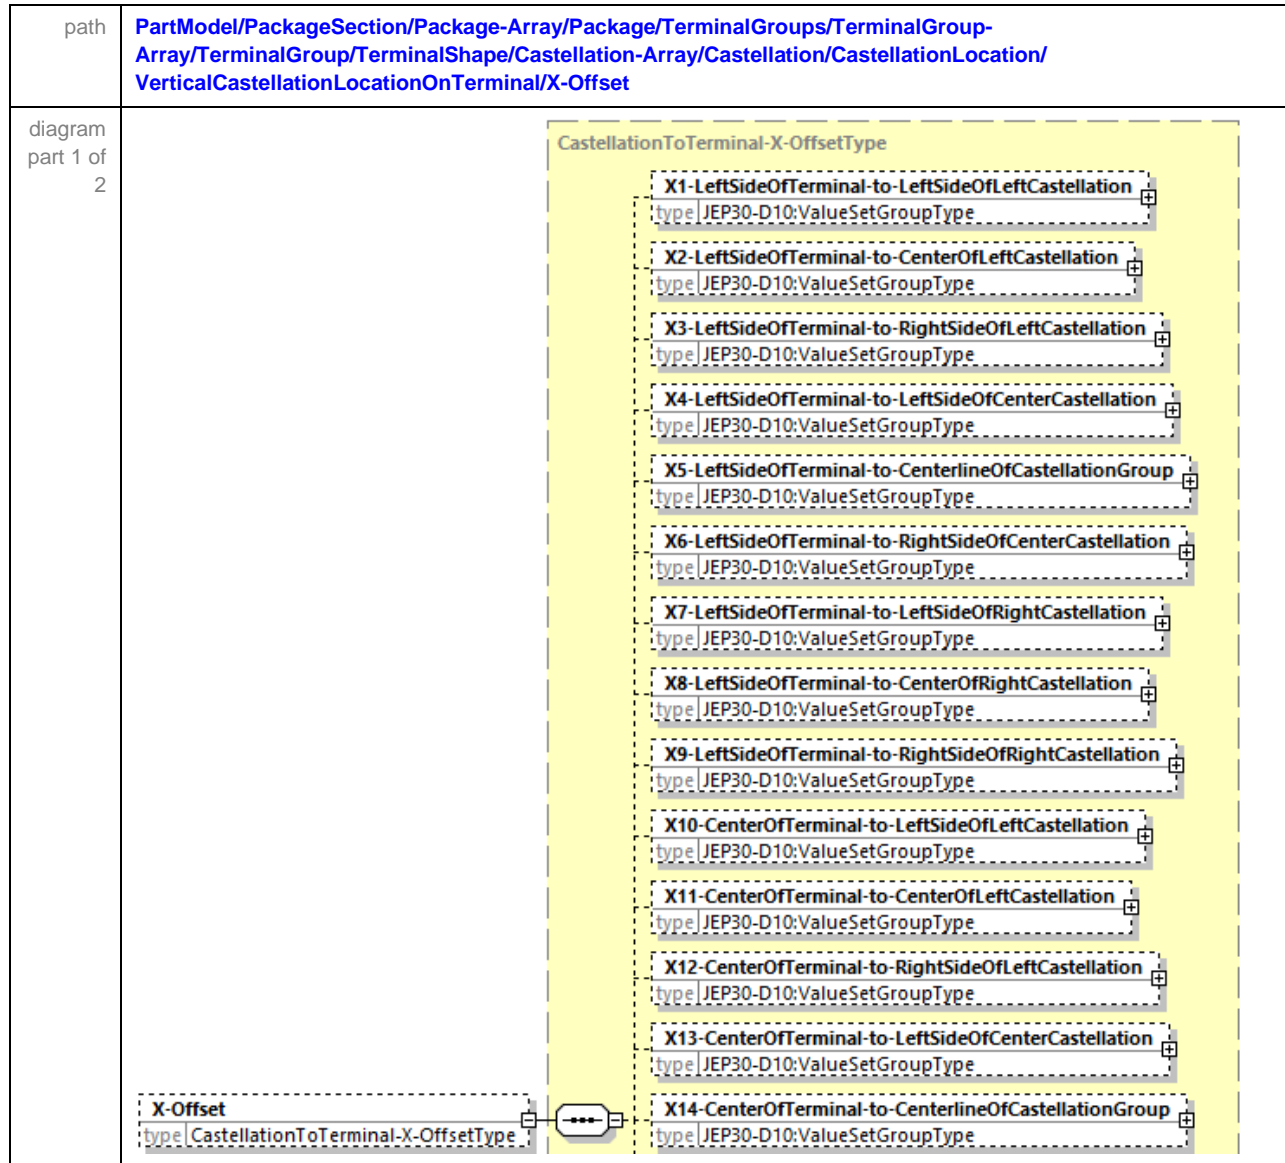 path
PartModel/PackageSection/Package-Array/Package/TerminalGroups/TerminalGroup-
Array/TerminalGroup/TerminalShape/Castellation-Array/Castellation/CastellationLocation/
VerticalCastellationLocationOnTerminal/X-Offset
diagram
part 1 of
2
CastellationToTerminal-X-OffsetType
X1-LeftSideOfTerminal-to-LeftSideOfLeftCastellation
type JEP30-D10:ValueSetGroupType
X2-LeftSideOfTerminal-to-CenterOfLeftCastellation
type JEP30-D10:ValueSetGroupType
X3-LeftSideOfTerminal-to-RightSideOfLeftCastellation
type JEP30-D10:ValueSetGroupType
X4-LeftSideOfTerminal-to-LeftSideOfCenterCastellation
type JEP30-D10:ValueSetGroupType
X5-LeftSideOfTerminal-to-CenterlineOfCastellationGroup
type JEP30-D10:ValueSetGroupType
X6-LeftSideOfTerminal-to-RightSideOfCenterCastellation
type JEP30-D10:ValueSetGroupType
X7-LeftSideOfTerminal-to-LeftSideOfRightCastellation
type JEP30-D10:ValueSetGroupType
X8-LeftSideOfTerminal-to-CenterOfRightCastellation
type JEP30-D10:ValueSetGroupType
X9-LeftSideOfTerminal-to-RightSideOfRightCastellation
type JEP30-D10:ValueSetGroupType
X10-CenterOfTerminal-to-LeftSideOfLeftCastellation
type JEP30-D10:ValueSetGroupType
X11-CenterOfTerminal-to-CenterOfLeftCastellation
type JEP30-D10:ValueSetGroupType
X12-CenterOfTerminal-to-RightSideOfLeftCastellation
type JEP30-D10:ValueSetGroupType
X13-CenterOfTerminal-to-LeftSideOfCenterCastellation
type JEP30-D10:ValueSetGroupType
X-Offset
type CastellationToTerminal-X-OffsetType
X14-CenterOfTerminal-to-CenterlineOfCastellationGroup
type JEP30-D10:ValueSetGroupType